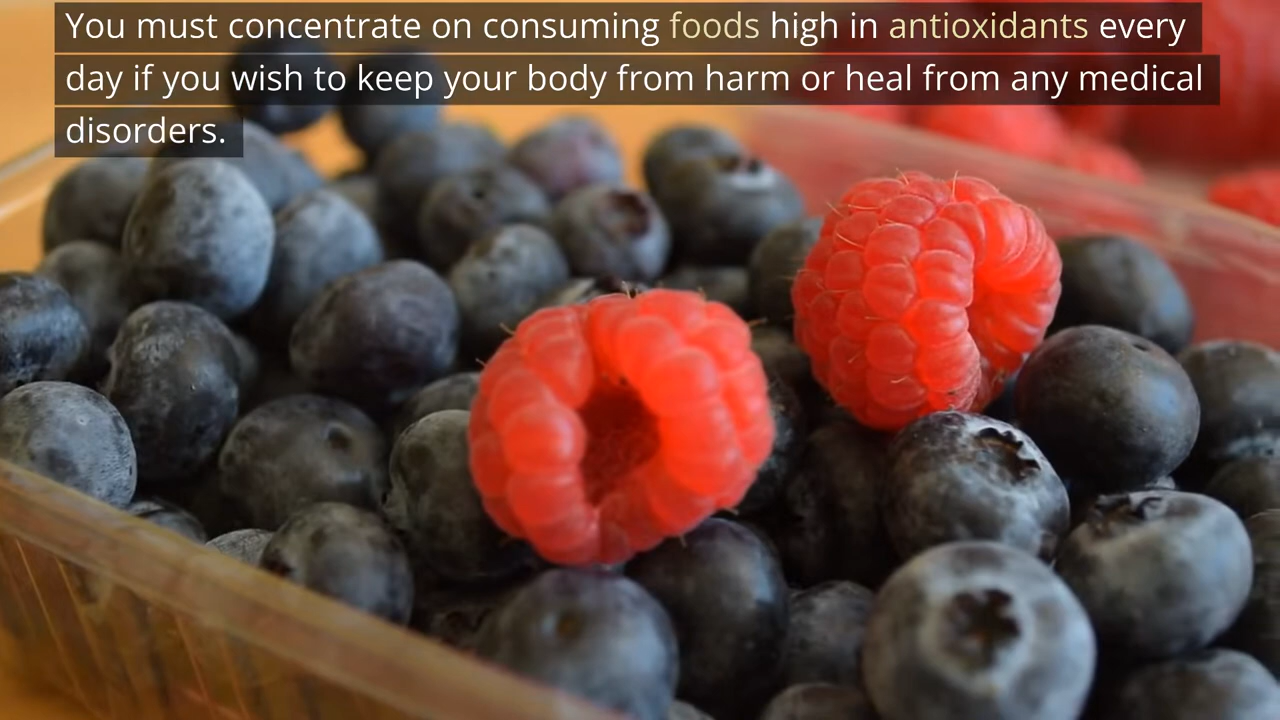 You must concentrate on consuming foods high in antioxidants every
day if you wish to keep your body from harm or heal from any medical
disorders.